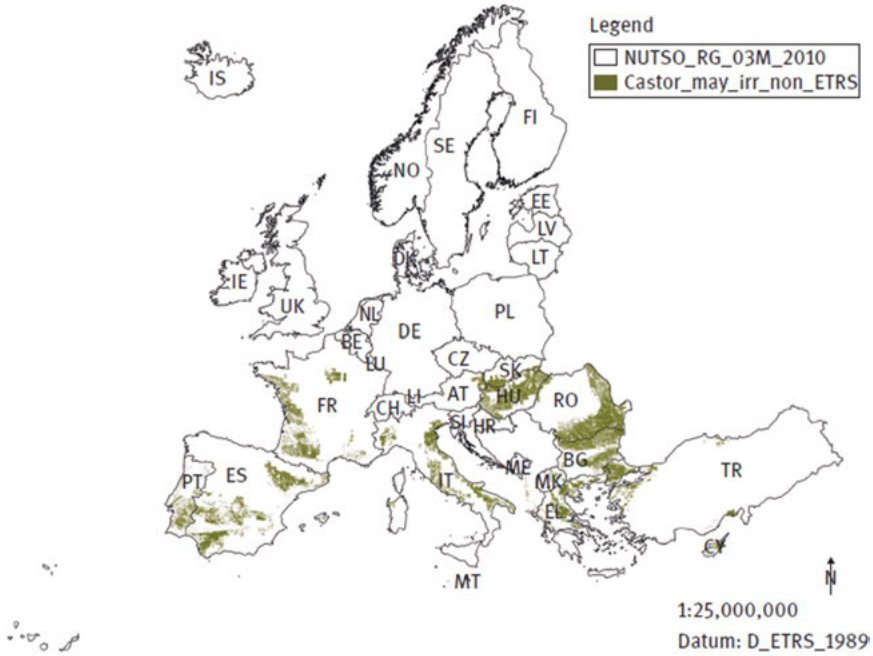 Legend
NUTSO_RG_03M_2010
Castor_may_irr_non_ETRS
IS
FI
SE
NO
EE
LV
LT
DK
IE
UK
NL
PL
DE
BE
CZ
LU
SK
AT
HU
LI
CH
FR
RO
SI
HR
BG
ME
MK
IT
PT
ES
TR
EL
CY
MT
N
1:25,000,000
Datum: D_ETRS_1989